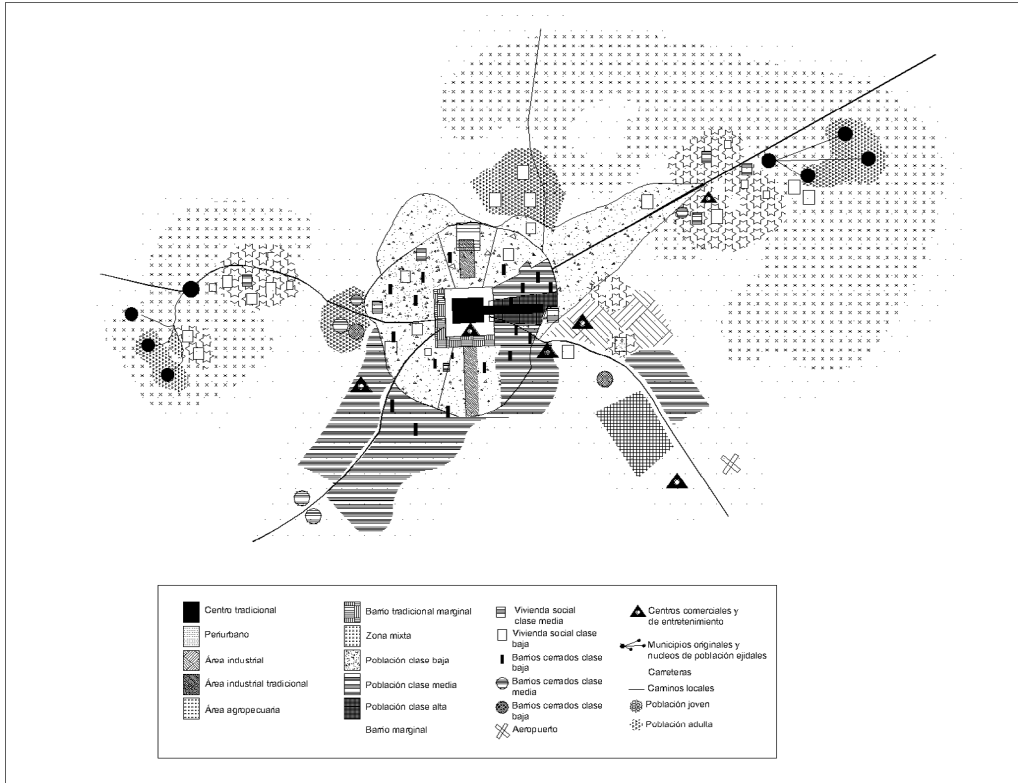 Centro tradicional
Periurbano
Área industrial
Área industrial tradicional
Área agropecuaria
Barrio tradicional marginal
Zona mixta
Población clase baja
Población clase media
Población clase alta
Barrio marginal
Vivienda social
clase media
Vivienda social clase
baja
Barrios cerrados clase
baja
Barrios cerrados clase
media
Barrios cerrados clase
baja
Aeropuerto
Centros comerciales y
de entretenimiento
Municipios originales y
nucleos de población ejidales
Carreteras
Caminos locales
Población joven
Población adulta